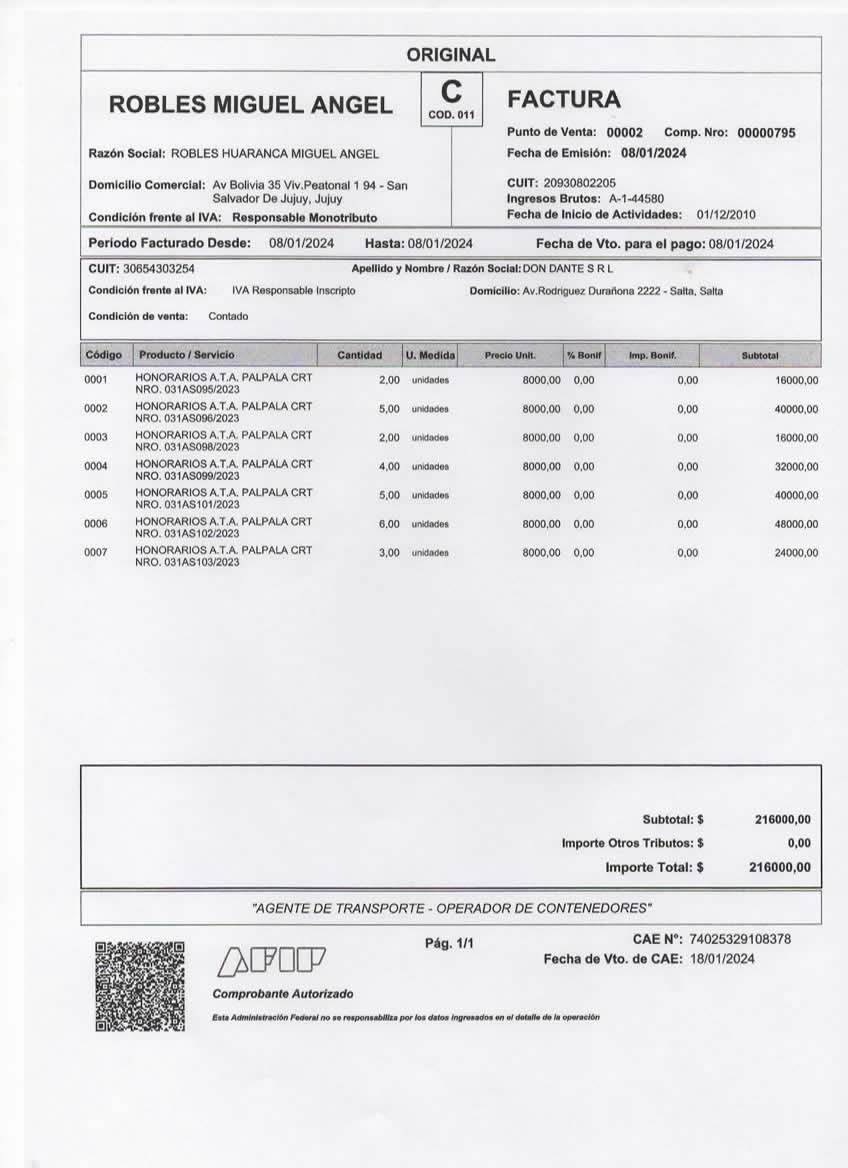 ORIGINAL
ROBLES MIGUEL ANGEL
C
COD. 011
FACTURA
Punto de Venta: 00002 Comp. Nro: 00000795
Razón Social: ROBLES HUARANCA MIGUEL ANGEL
Fecha de Emisión: 08/01/2024
Domicilio Comercial: Av Bolivia 35 Viv.Peatonal 1 94 - San
Salvador De Jujuy, Jujuy
CUIT: 20930802205
Ingresos Brutos: A-1-44580
Condición frente al IVA: Responsable Monotributo
Fecha de Inicio de Actividades: 01/12/2010
Período Facturado Desde: 08/01/2024 Hasta: 08/01/2024 Fecha de Vto. para el pago: 08/01/2024
CUIT: 30654303254 Apellido y Nombre / Razón Social: DON DANTE S R L
Condición frente al IVA: IVA Responsable Inscripto Domicilio: Av.Rodriguez Durañona 2222 - Salta, Salta
Condición de venta: Contado
Código Producto / Servicio Cantidad U. Medida Precio Unit. % Bonif Imp. Bonif. Subtotal
0001 HONORARIOS A.T.A. PALPALA CRT 2,00 unidades 8000,00 0,00 0,00 16000,00
NRO. 031AS095/2023
0002 HONORARIOS A.T.A. PALPALA CRT 5,00 unidades 8000,00 0,00 0,00 40000,00
NRO. 031AS096/2023
0003 HONORARIOS A.T.A. PALPALA CRT 2,00 unidades 8000,00 0,00 0,00 16000,00
NRO. 031AS098/2023
0004 HONORARIOS A.T.A. PALPALA CRT 4,00 unidades 8000,00 0,00 0,00 32000,00
NRO. 031AS099/2023
0005 HONORARIOS A.T.A. PALPALA CRT 5,00 unidades 8000,00 0,00 0,00 40000,00
NRO. 031AS101/2023
0006 HONORARIOS A.T.A. PALPALA CRT 6,00 unidades 8000,00 0,00 0,00 48000,00
NRO. 031AS102/2023
0007 HONORARIOS A.T.A. PALPALA CRT 3,00 unidades 8000,00 0,00 0,00 24000,00
NRO. 031AS103/2023
Subtotal: $ 216000,00
Importe Otros Tributos: $ 0,00
Importe Total: $ 216000,00
"AGENTE DE TRANSPORTE - OPERADOR DE CONTENEDORES"
AFIP
Pág. 1/1
CAE N°: 74025329108378
Fecha de Vto. de CAE: 18/01/2024
Comprobante Autorizado
Esta Administración Federal no se responsabiliza por los datos ingresados en el detalle de la operación